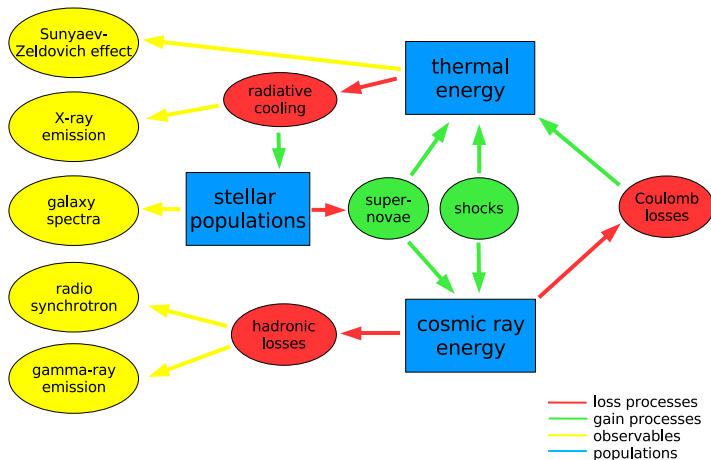 Sunyaev-
Zeldovich effect
thermal
energy
radiative
cooling
X-ray
emission
stellar
populations
super-
novae
shocks
Coulomb
losses
galaxy
spectra
radio
synchrotron
hadronic
losses
cosmic ray
energy
gamma-ray
emission
loss processes
gain processes
observables
populations